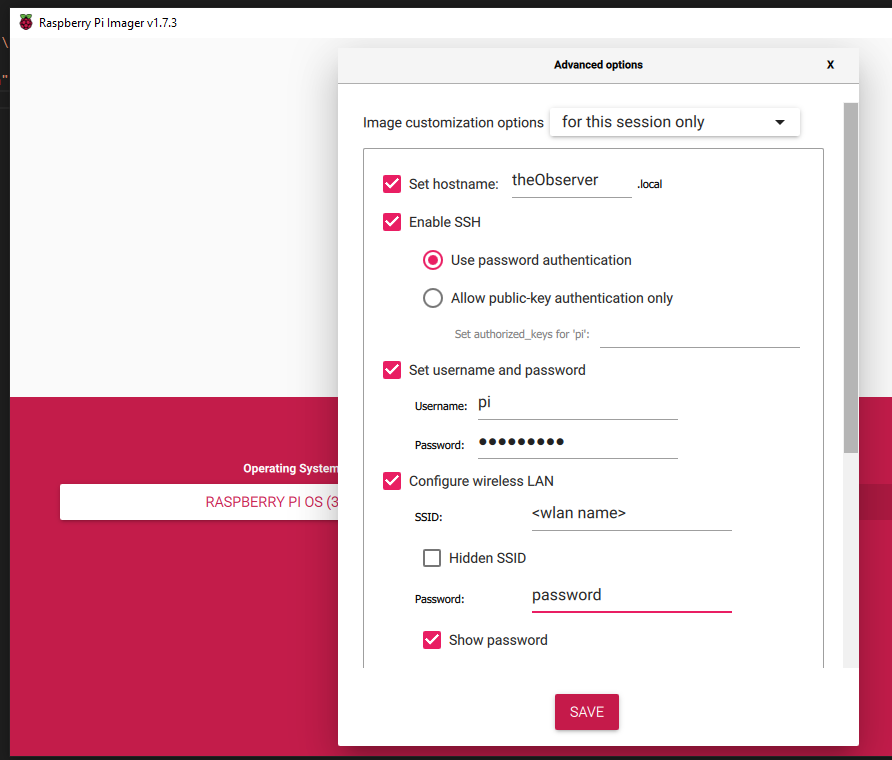 Raspberry Pi Imager v1.7.3
\
"
Advanced options X
Image customization options for this session only
Set hostname: theObserver .local
Enable SSH
Use password authentication
Allow public-key authentication only
Set authorized_keys for 'pi':
Set username and password
Username: pi
Password: ●●●●●●●●●
Operating System
Configure wireless LAN
RASPBERRY PI OS (3
SSID: <wlan name>
Hidden SSID
Password: password
Show password
SAVE